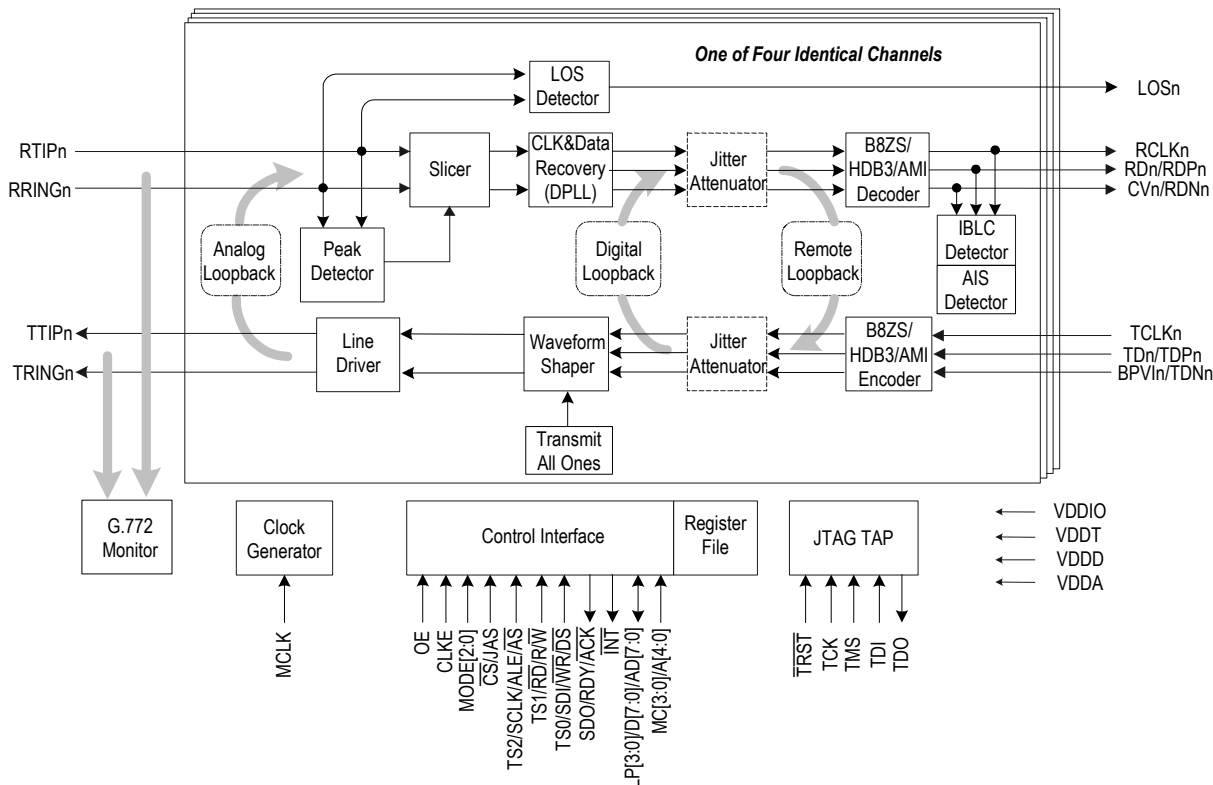 One of Four Identical Channels
LOS
Detector
LOSn
RTIPn
RRINGn
Slicer
CLK&Data
Recovery
(DPLL)
Jitter
Attenuator
B8ZS/
HDB3/AMI
Decoder
RCLKn
RDn/RDPn
CVn/RDNn
Analog
Loopback
Peak
Detector
Digital
Loopback
Remote
Loopback
IBLC
Detector
AIS
Detector
TTIPn
TRINGn
Line
Driver
Waveform
Shaper
Jitter
Attenuator
B8ZS/
HDB3/AMI
Encoder
TCLKn
TDn/TDPn
BPVIn/TDNn
Transmit
All Ones
G.772
Monitor
Clock
Generator
Control Interface
Register
File
JTAG TAP
VDDIO
VDDT
VDDD
VDDA
MCLK
OE
CLKE
MODE[2:0]
CS/JAS
TS2/SCLK/ALE/AS
TS1/RD/R/W
TS0/SDI/WR/DS
SDO/RDY/ACK
INT
LP[3:0]/D[7:0]/AD[7:0]
MC[3:0]/A[4:0]
TRST
TCK
TMS
TDI
TDO